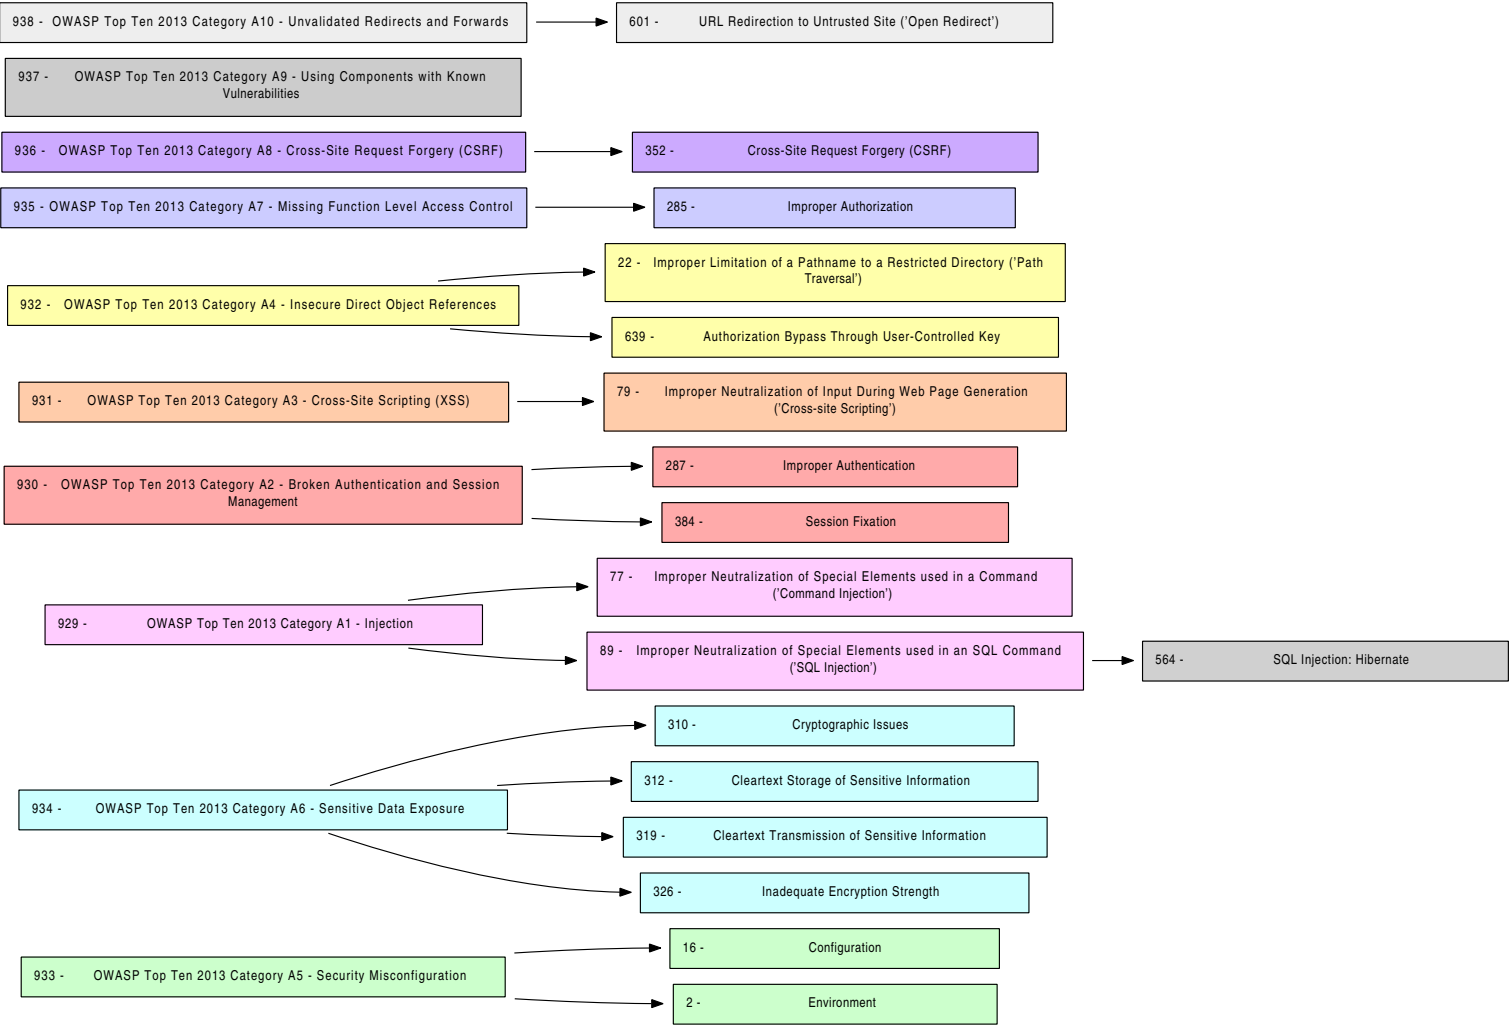 938 - OWASP Top Ten 2013 Category A10 - Unvalidated Redirects and Forwards
601 - URL Redirection to Untrusted Site ('Open Redirect')
937 - OWASP Top Ten 2013 Category A9 - Using Components with Known
Vulnerabilities
936 - OWASP Top Ten 2013 Category A8 - Cross-Site Request Forgery (CSRF)
352 - Cross-Site Request Forgery (CSRF)
935 - OWASP Top Ten 2013 Category A7 - Missing Function Level Access Control
285 - Improper Authorization
932 - OWASP Top Ten 2013 Category A4 - Insecure Direct Object References
22 - Improper Limitation of a Pathname to a Restricted Directory ('Path
Traversal')
639 - Authorization Bypass Through User-Controlled Key
931 - OWASP Top Ten 2013 Category A3 - Cross-Site Scripting (XSS)
79 - Improper Neutralization of Input During Web Page Generation
('Cross-site Scripting')
930 - OWASP Top Ten 2013 Category A2 - Broken Authentication and Session
Management
287 - Improper Authentication
384 - Session Fixation
929 - OWASP Top Ten 2013 Category A1 - Injection
77 - Improper Neutralization of Special Elements used in a Command
('Command Injection')
89 - Improper Neutralization of Special Elements used in an SQL Command
('SQL Injection')
564 - SQL Injection: Hibernate
934 - OWASP Top Ten 2013 Category A6 - Sensitive Data Exposure
310 - Cryptographic Issues
312 - Cleartext Storage of Sensitive Information
319 - Cleartext Transmission of Sensitive Information
326 - Inadequate Encryption Strength
933 - OWASP Top Ten 2013 Category A5 - Security Misconfiguration
16 - Configuration
2 - Environment